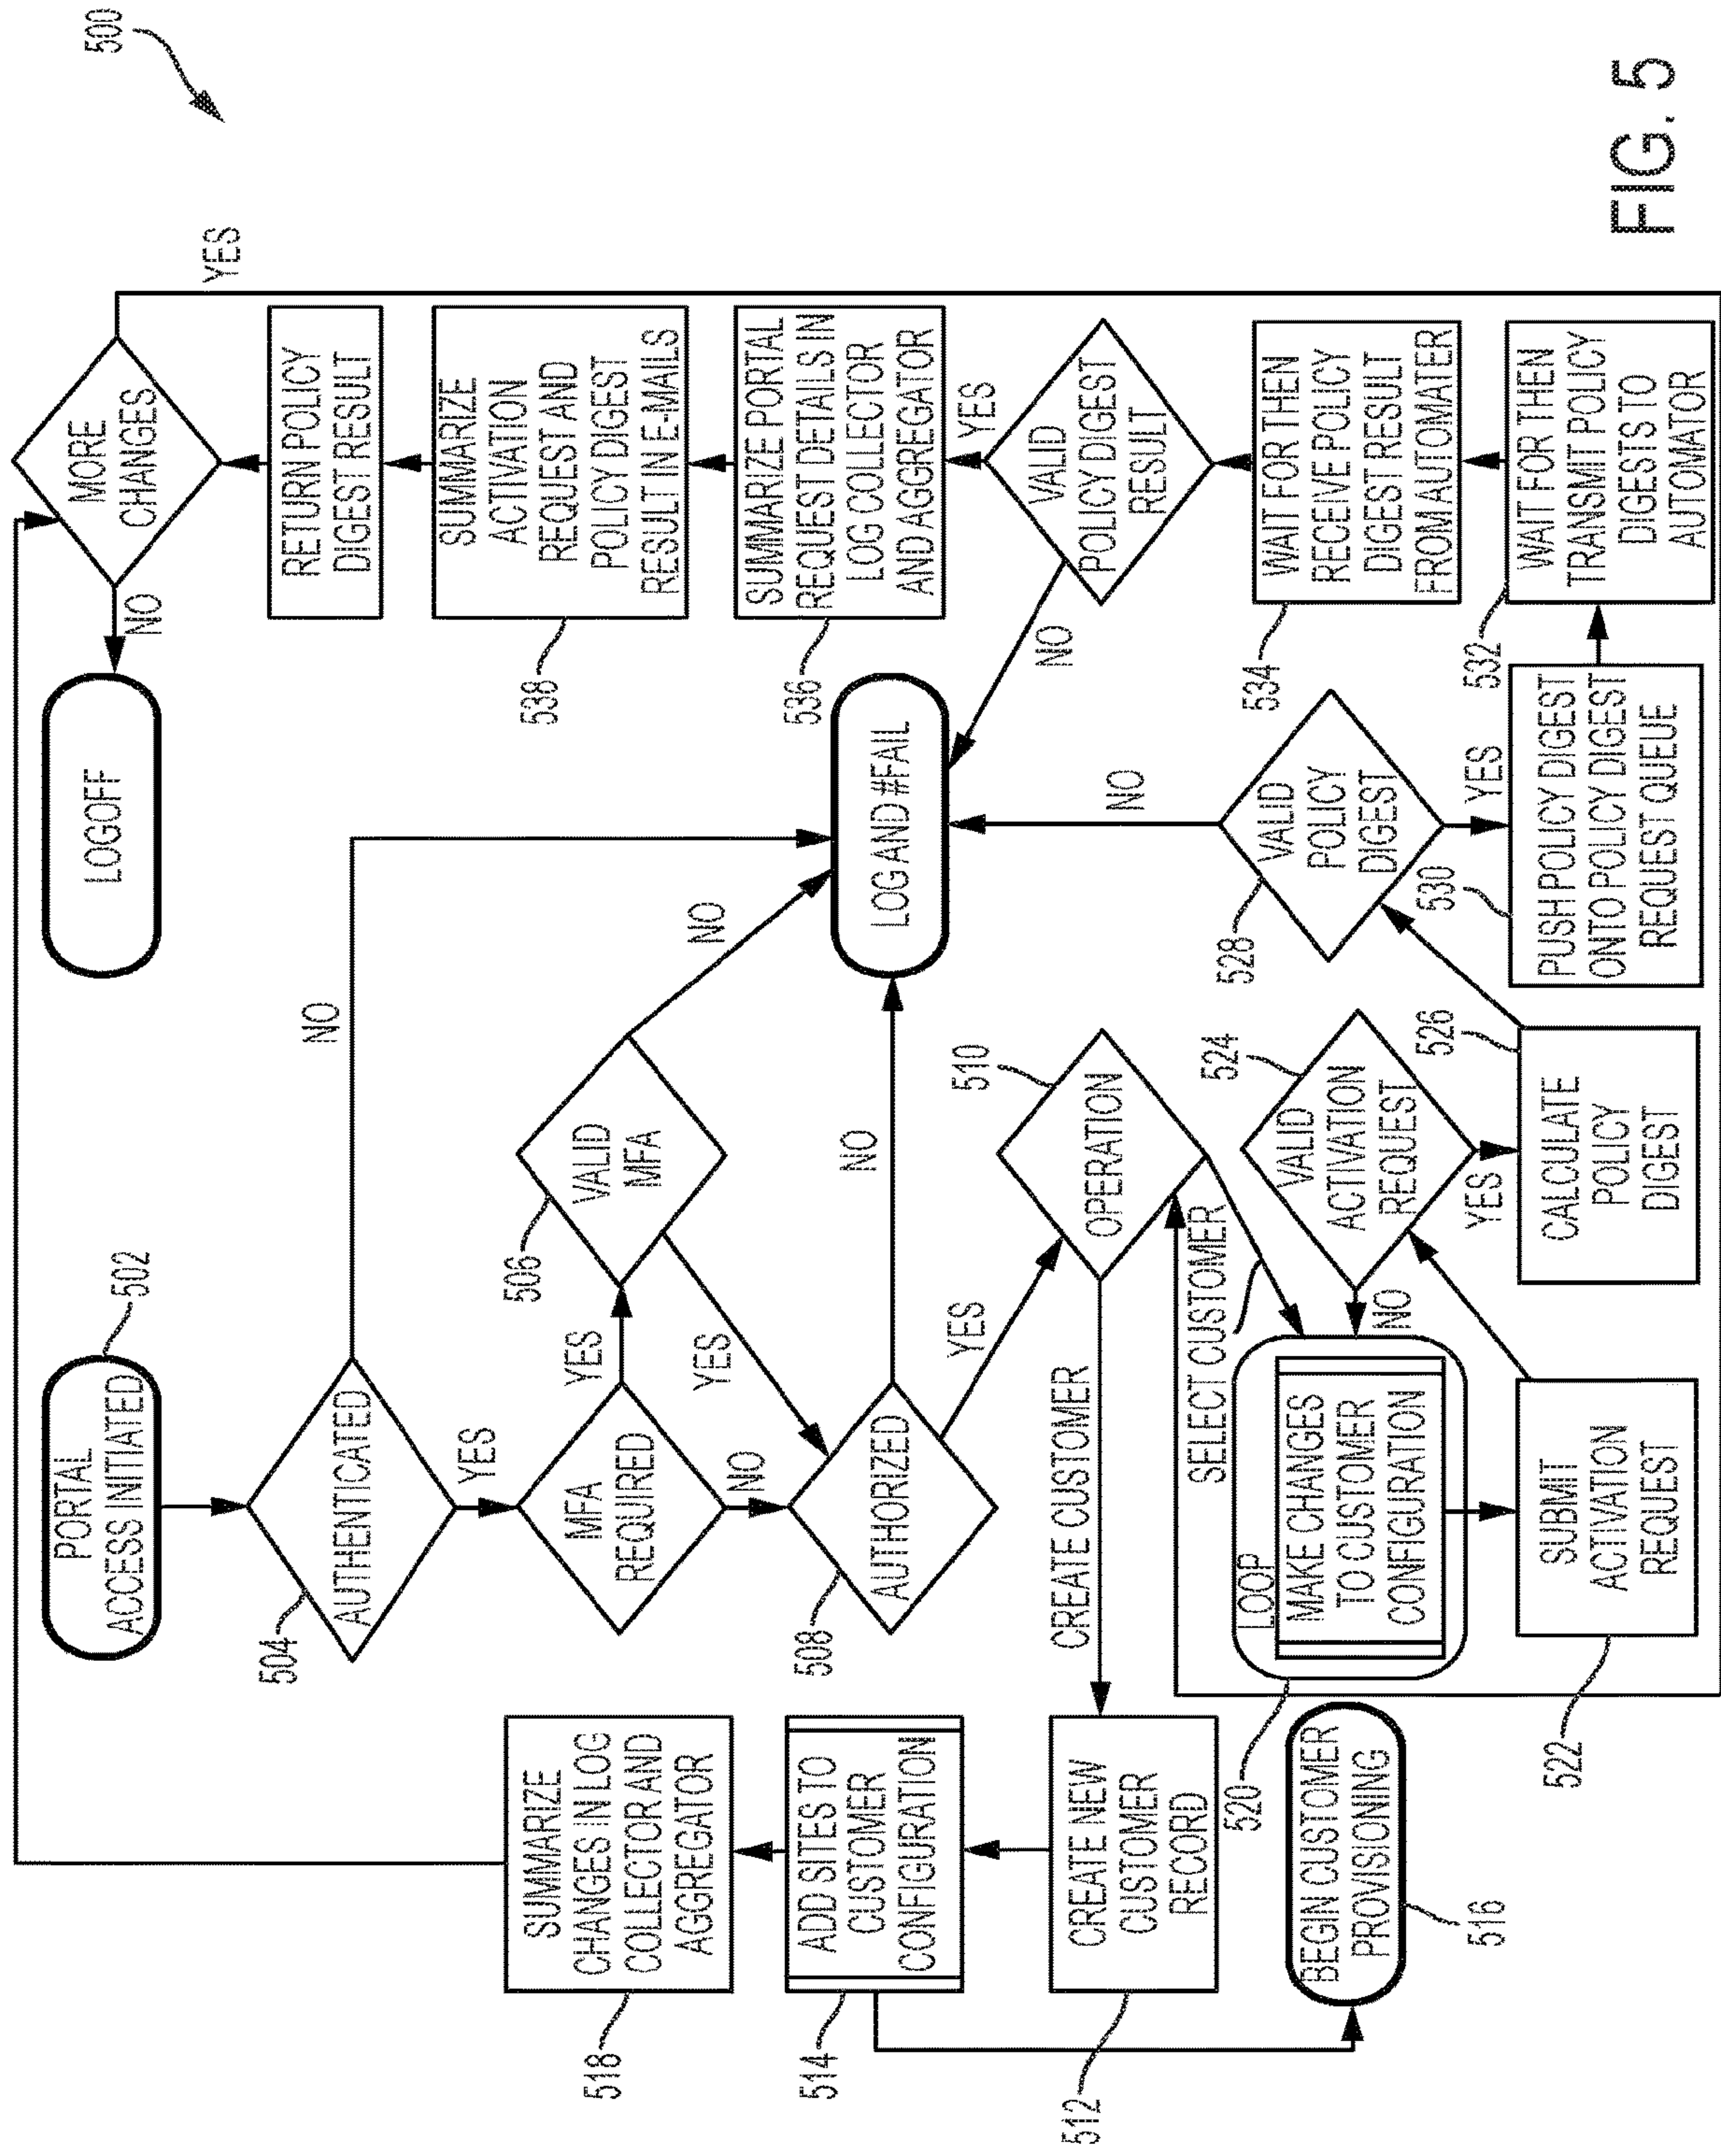 500
PORTAL
ACCESS INITIATED
502
LOGOFF
MORE
CHANGES
NO
YES
AUTHENTICATED
504
NO
YES
RETURN POLICY
DIGEST RESULT
SUMMARIZE
CHANGES IN LOG
COLLECTOR AND
AGGREGATOR
518
MFA
REQUIRED
YES
NO
VALID
MFA
506
YES
NO
SUMMARIZE
ACTIVATION
REQUEST AND
POLICY DIGEST
RESULT IN E-MAILS
538
ADD SITES TO
CUSTOMER
CONFIGURATION
514
AUTHORIZED
508
NO
YES
LOG AND #FAIL
SUMMARIZE PORTAL
REQUEST DETAILS IN
LOG COLLECTOR
AND AGGREGATOR
536
CREATE NEW
CUSTOMER
RECORD
512
CREATE CUSTOMER
OPERATION
510
SELECT CUSTOMER
NO
VALID
POLICY DIGEST
RESULT
NO
YES
BEGIN CUSTOMER
PROVISIONING
516
LOOP
MAKE CHANGES
TO CUSTOMER
CONFIGURATION
520
NO
VALID
ACTIVATION
REQUEST
524
YES
VALID
POLICY
DIGEST
528
YES
WAIT FOR THEN
RECEIVE POLICY
DIGEST RESULT
FROM AUTOMATER
534
SUBMIT
ACTIVATION
REQUEST
522
CALCULATE
POLICY
DIGEST
526
PUSH POLICY DIGEST
ONTO POLICY DIGEST
REQUEST QUEUE
530
WAIT FOR THEN
TRANSMIT POLICY
DIGESTS TO
AUTOMATOR
532
FIG. 5